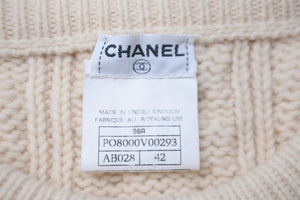 CHANEL
MADE IN UNITED KINGDOM
FABRIQUE AU ROYAUME-UNI
96A
PO8000V00293
AB028 42